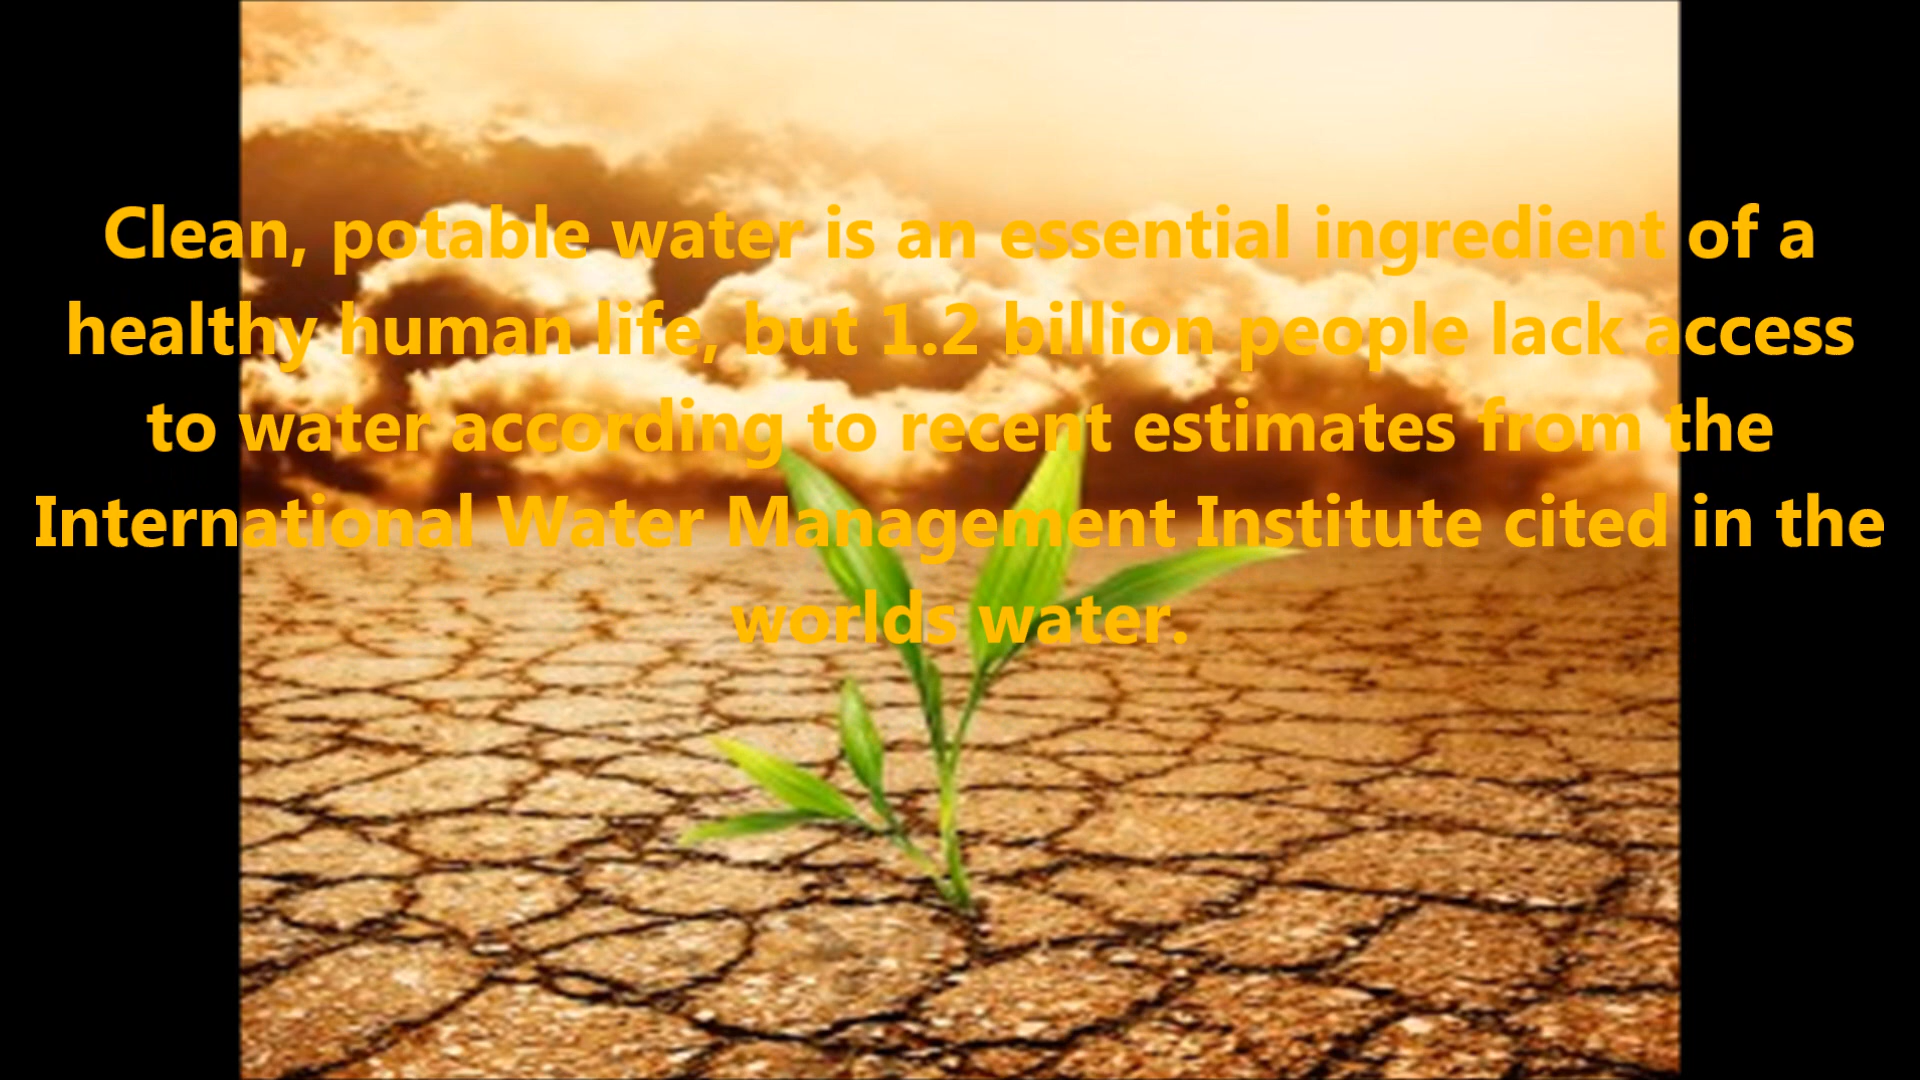 Clean, potable water is an essential ingredient of a
healthy human life, but 1.2 billion people lack access
to water according to recent estimates from the
International Water Management Institute cited in the
worlds water.